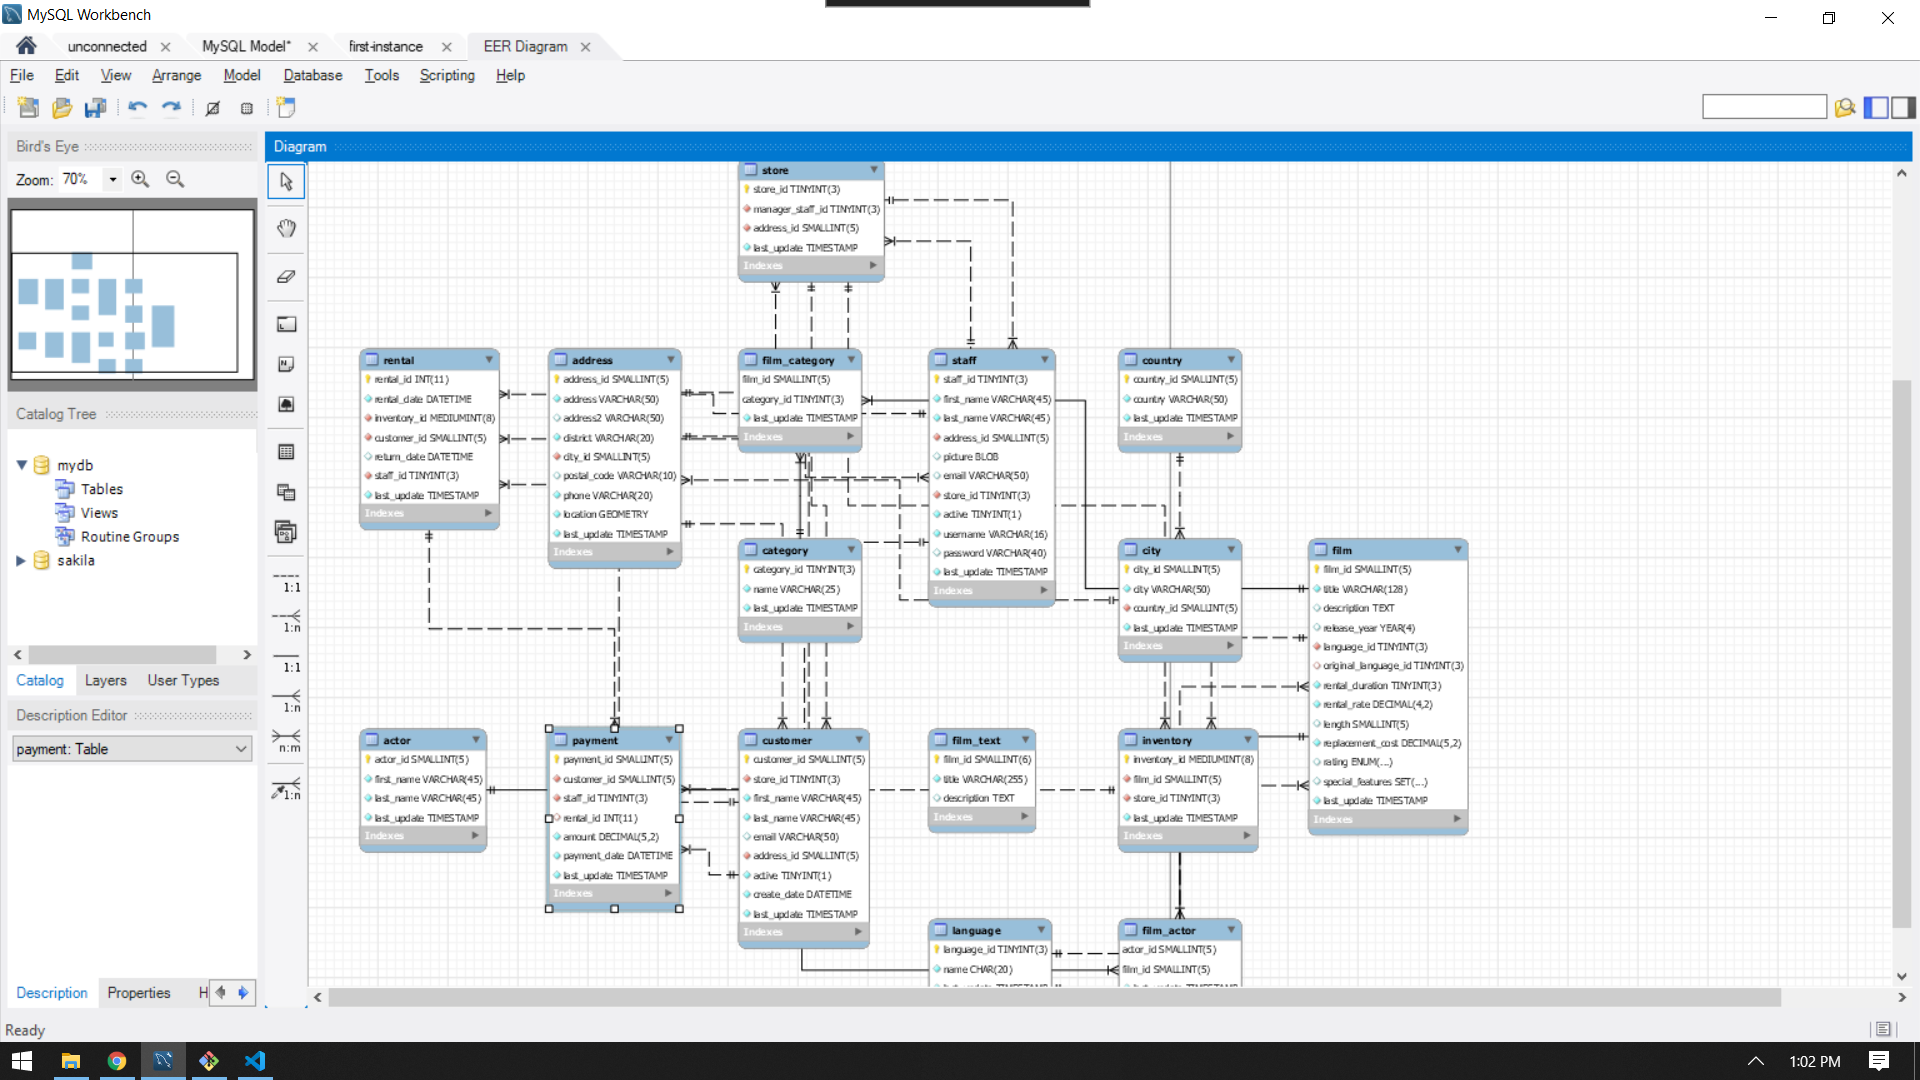 MySQL Workbench
unconnected
MySQL Model*
first-instance
EER Diagram
File Edit View Arrange Model Database Tools Scripting Help
Bird's Eye
Zoom: 70%
Catalog Tree
mydb
Tables
Views
Routine Groups
sakila
Catalog Layers User Types
Description Editor
payment: Table
Description Properties H
Ready
Diagram
1:1
1:n
1:1
1:n
n:m
1:n
store
store_id TINYINT(3)
manager_staff_id TINYINT(3)
address_id SMALLINT(5)
last_update TIMESTAMP
Indexes
rental
rental_id INT(11)
rental_date DATETIME
inventory_id MEDIUMINT(8)
customer_id SMALLINT(5)
return_date DATETIME
staff_id TINYINT(3)
last_update TIMESTAMP
Indexes
address
address_id SMALLINT(5)
address VARCHAR(50)
address2 VARCHAR(50)
district VARCHAR(20)
city_id SMALLINT(5)
postal_code VARCHAR(10)
phone VARCHAR(20)
location GEOMETRY
last_update TIMESTAMP
Indexes
film_category
film_id SMALLINT(5)
category_id TINYINT(3)
last_update TIMESTAMP
Indexes
staff
staff_id TINYINT(3)
first_name VARCHAR(45)
last_name VARCHAR(45)
address_id SMALLINT(5)
picture BLOB
email VARCHAR(50)
store_id TINYINT(3)
active TINYINT(1)
username VARCHAR(16)
password VARCHAR(40)
last_update TIMESTAMP
Indexes
country
country_id SMALLINT(5)
country VARCHAR(50)
last_update TIMESTAMP
Indexes
category
category_id TINYINT(3)
name VARCHAR(25)
last_update TIMESTAMP
Indexes
city
city_id SMALLINT(5)
city VARCHAR(50)
country_id SMALLINT(5)
last_update TIMESTAMP
Indexes
film
film_id SMALLINT(5)
title VARCHAR(128)
description TEXT
release_year YEAR(4)
language_id TINYINT(3)
original_language_id TINYINT(3)
rental_duration TINYINT(3)
rental_rate DECIMAL(4,2)
length SMALLINT(5)
replacement_cost DECIMAL(5,2)
rating ENUM(...)
special_features SET(...)
last_update TIMESTAMP
Indexes
actor
actor_id SMALLINT(5)
first_name VARCHAR(45)
last_name VARCHAR(45)
last_update TIMESTAMP
Indexes
payment
payment_id SMALLINT(5)
customer_id SMALLINT(5)
staff_id TINYINT(3)
rental_id INT(11)
amount DECIMAL(5,2)
payment_date DATETIME
last_update TIMESTAMP
Indexes
customer
customer_id SMALLINT(5)
store_id TINYINT(3)
first_name VARCHAR(45)
last_name VARCHAR(45)
email VARCHAR(50)
address_id SMALLINT(5)
active TINYINT(1)
create_date DATETIME
last_update TIMESTAMP
Indexes
film_text
film_id SMALLINT(6)
title VARCHAR(255)
description TEXT
Indexes
inventory
inventory_id MEDIUMINT(8)
film_id SMALLINT(5)
store_id TINYINT(3)
last_update TIMESTAMP
Indexes
language
language_id TINYINT(3)
name CHAR(20)
film_actor
actor_id SMALLINT(5)
film_id SMALLINT(5)
1:02 PM